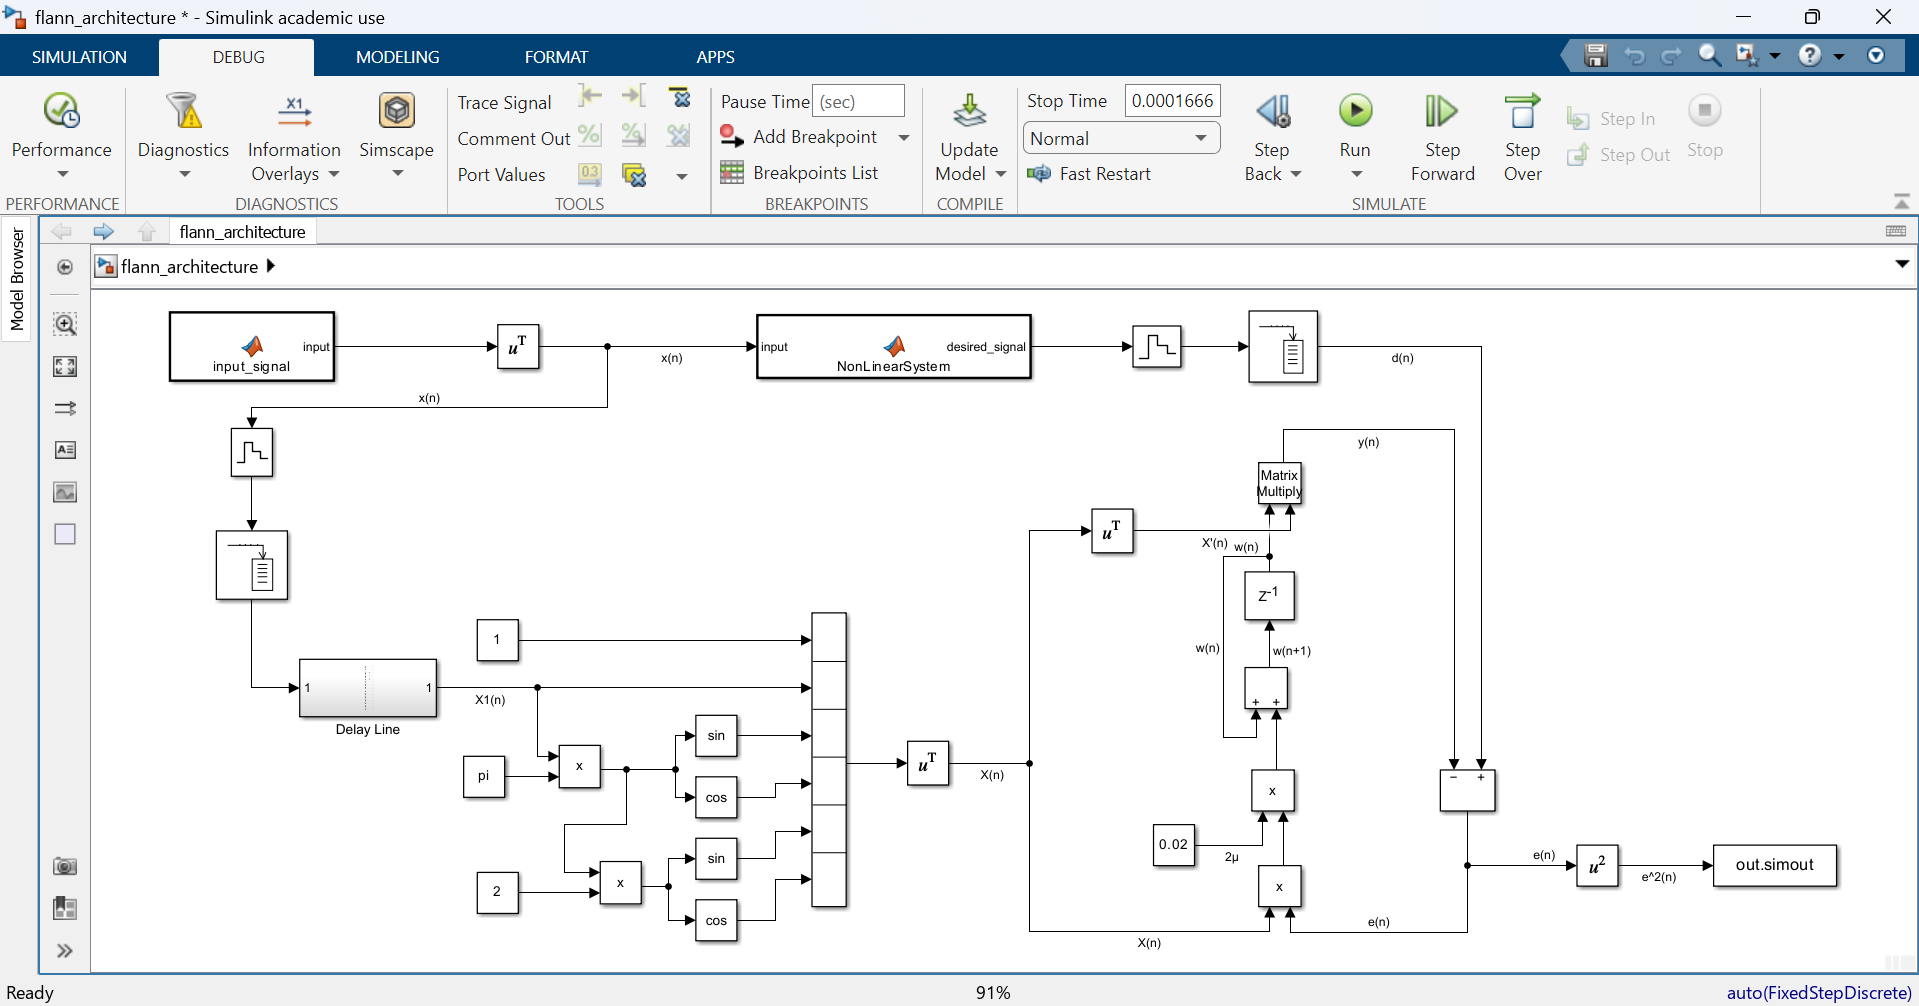 flann_architecture * - Simulink academic use
SIMULATION
DEBUG
MODELING
FORMAT
APPS
Performance
PERFORMANCE
Diagnostics
Information
Overlays
Simscape
DIAGNOSTICS
Trace Signal
Comment Out
Port Values
TOOLS
Pause Time (sec)
Add Breakpoint
Breakpoints List
BREAKPOINTS
Update
Model
COMPILE
Stop Time 0.0001666
Normal
Fast Restart
Step
Back
Run
Step
Forward
Step
Over
Step In
Step Out
Stop
SIMULATE
Model Browser
flann_architecture
flann_architecture
input
input_signal
uT
x(n)
input
desired_signal
NonLinearSystem
d(n)
x(n)
y(n)
Matrix
Multiply
uT
X'(n)
w(n)
Z-1
w(n)
w(n+1)
+ +
1
1
1
Delay Line
X1(n)
pi
x
sin
cos
2
x
sin
cos
uT
X(n)
x
0.02
2μ
x
X(n)
e(n)
− +
e(n)
u2
e^2(n)
out.simout
Ready
91%
auto(FixedStepDiscrete)